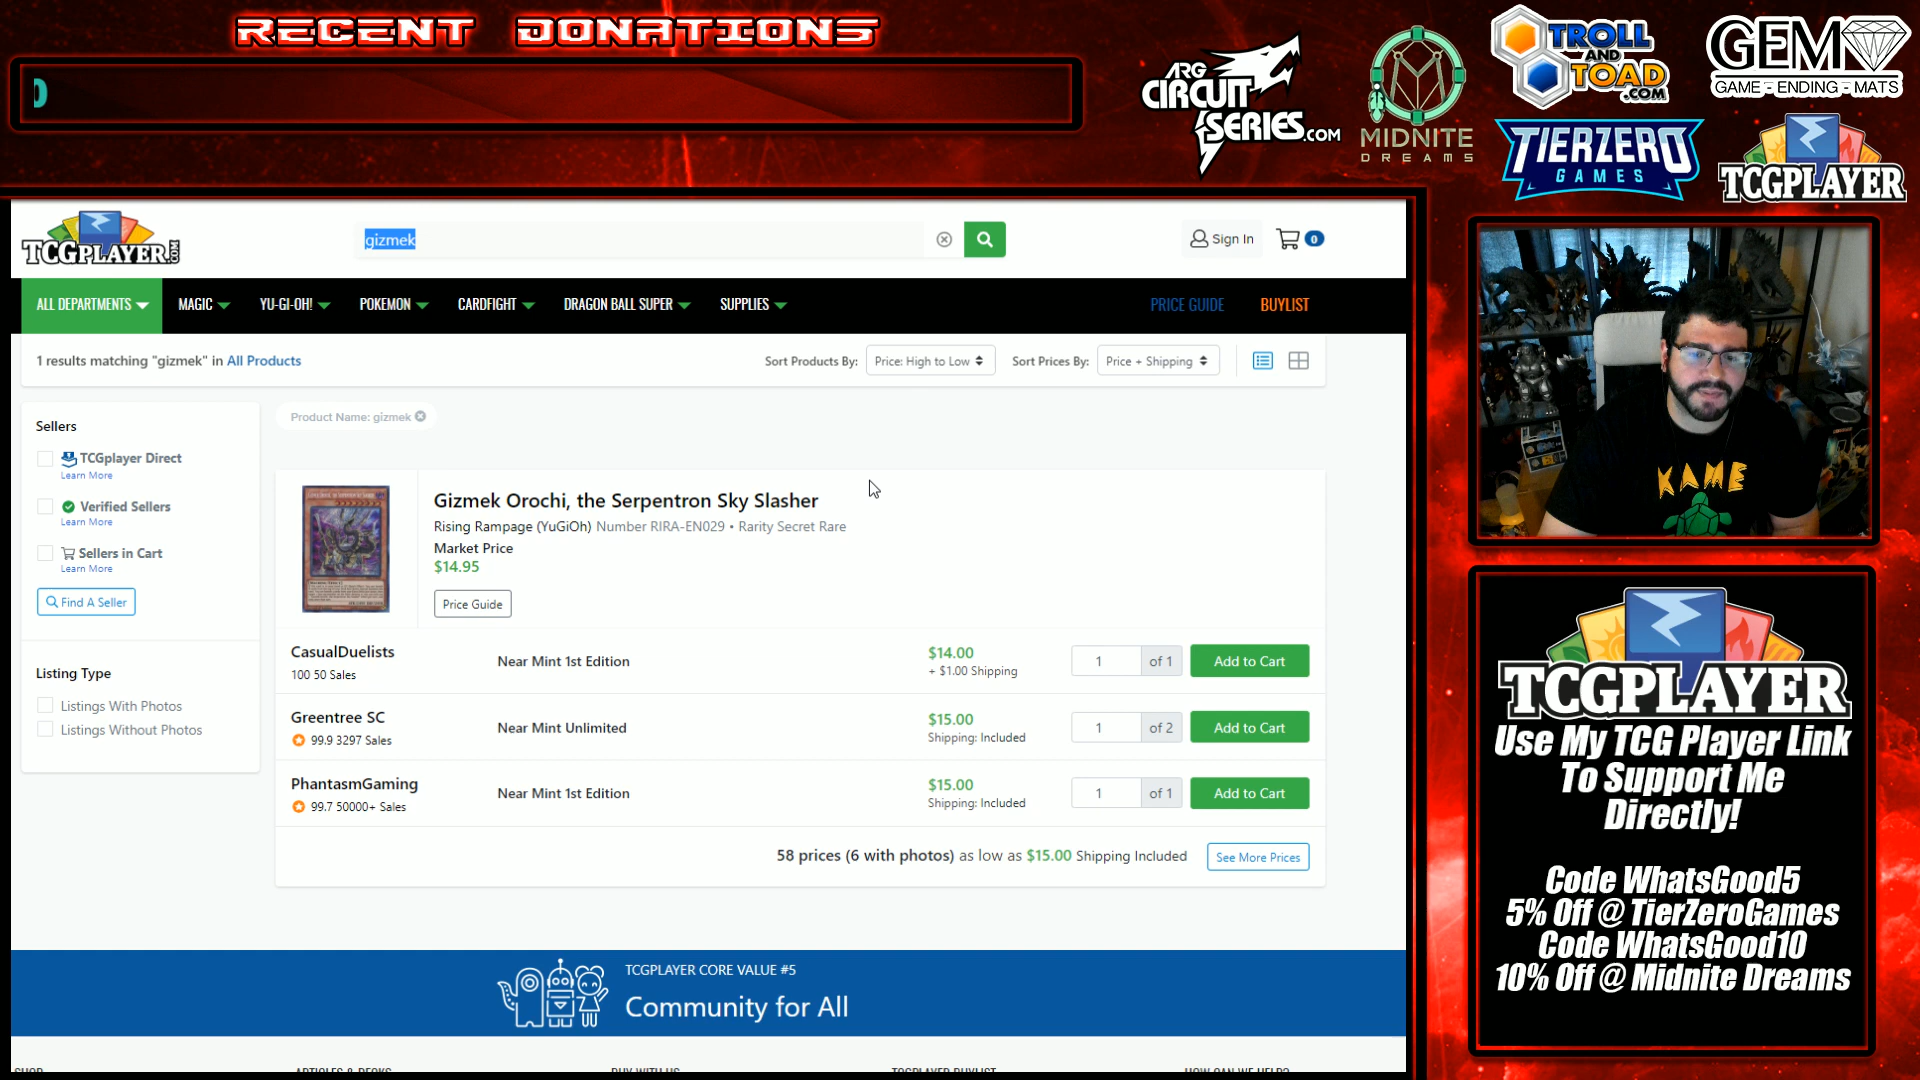 RECENT DONATIONS
ARG
CIRCUIT
SERIES.COM
MIDNITE
DREAMS
TROLL
AND
TOAD
.COM
GEM
GAME - ENDING - MATS
TIERZERO
GAMES
TCGPLAYER
TCGPLAYER.COM
gizmek
Sign In
0
ALL DEPARTMENTS
MAGIC
YU-GI-OH!
POKEMON
CARDFIGHT
DRAGON BALL SUPER
SUPPLIES
PRICE GUIDE
BUYLIST
1 results matching "gizmek" in All Products
Sort Products By:
Price: High to Low
Sort Prices By:
Price + Shipping
Sellers
TCGplayer Direct
Learn More
Verified Sellers
Learn More
Sellers in Cart
Learn More
Find A Seller
Listing Type
Listings With Photos
Listings Without Photos
Product Name: gizmek
Gizmek Orochi, the Serpentron Sky Slasher
Rising Rampage (YuGiOh) Number RIRA-EN029 • Rarity Secret Rare
Market Price
$14.95
Price Guide
CasualDuelists
100 50 Sales
Near Mint 1st Edition
$14.00
+ $1.00 Shipping
1 of 1
Add to Cart
Greentree SC
99.9 3297 Sales
Near Mint Unlimited
$15.00
Shipping: Included
1 of 2
Add to Cart
PhantasmGaming
99.7 50000+ Sales
Near Mint 1st Edition
$15.00
Shipping: Included
1 of 1
Add to Cart
58 prices (6 with photos) as low as $15.00 Shipping Included
See More Prices
TCGPLAYER CORE VALUE #5
Community for All
KAME
TCGPLAYER
Use My TCG Player Link
To Support Me
Directly!
Code WhatsGood5
5% Off @ TierZeroGames
Code WhatsGood10
10% Off @ Midnite Dreams